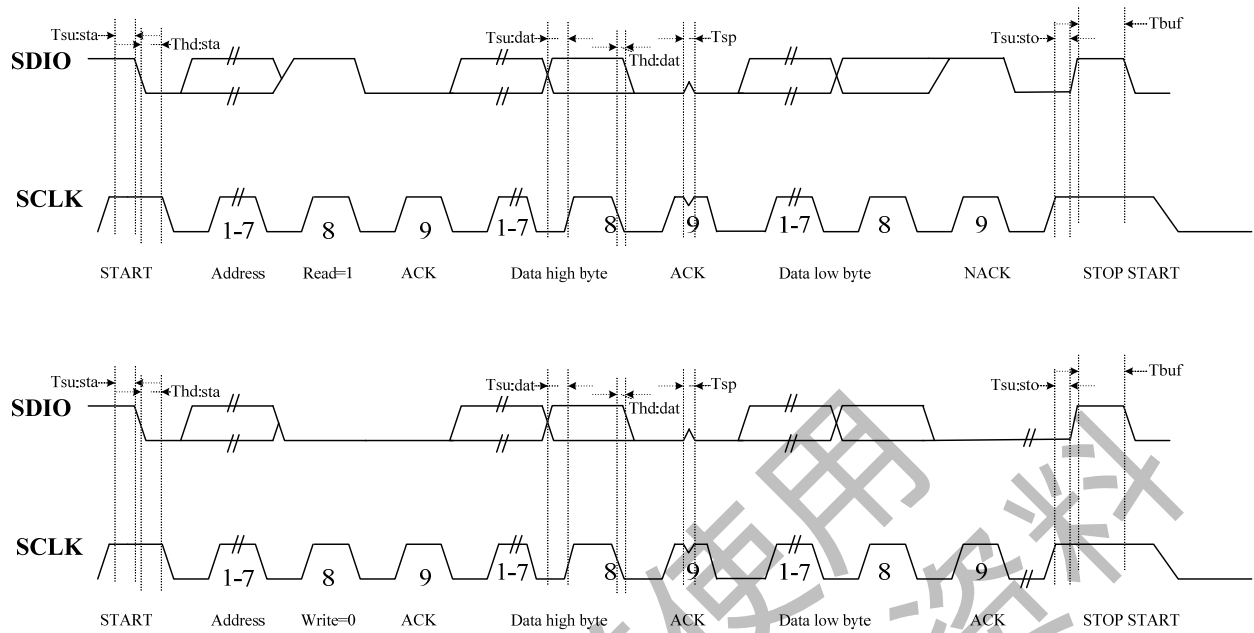 Tsu:sta Tsu:dat Tsp Tsu:sto Tbuf
Thd:sta Thd:dat
SDIO
SCLK
1-7 8 9 1-7 8 9 1-7 8 9
START Address Read=1 ACK Data high byte ACK Data low byte NACK STOP START
Tsu:sta Tsu:dat Tsp Tsu:sto Tbuf
Thd:sta Thd:dat
SDIO
SCLK
1-7 8 9 1-7 8 9 1-7 8 9
START Address Write=0 ACK Data high byte ACK Data low byte ACK STOP START
使用
资料